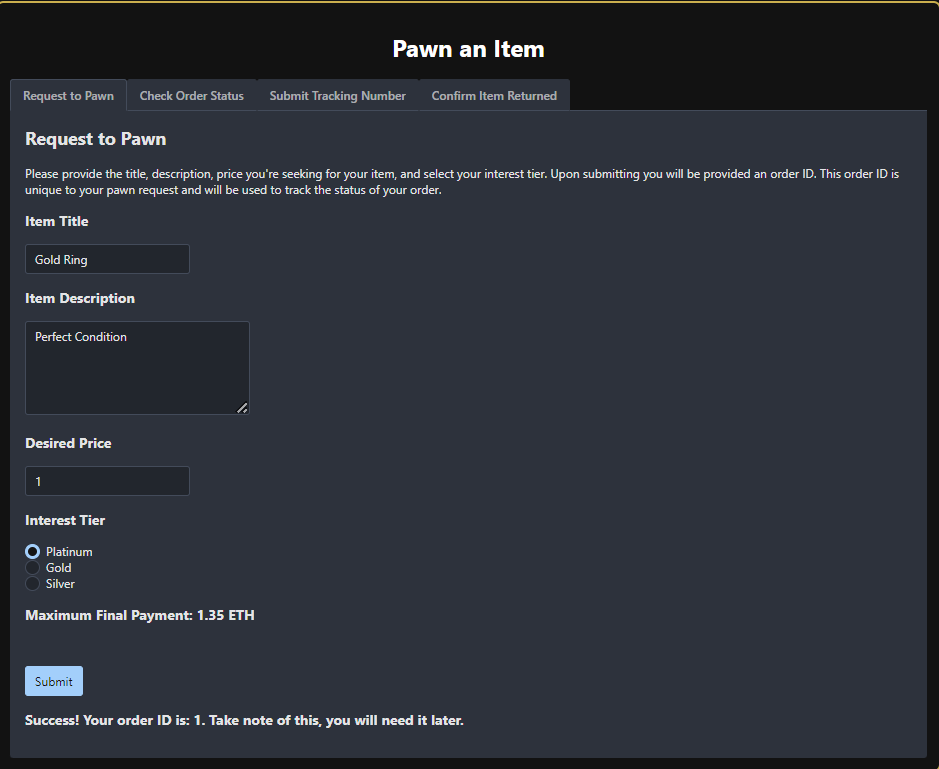 Pawn an Item
Request to Pawn
Check Order Status
Submit Tracking Number
Confirm Item Returned
Request to Pawn
Please provide the title, description, price you're seeking for your item, and select your interest tier. Upon submitting you will be provided an order ID. This order ID is
unique to your pawn request and will be used to track the status of your order.
Item Title
Gold Ring
Item Description
Perfect Condition
Desired Price
1
Interest Tier
Platinum
Gold
Silver
Maximum Final Payment: 1.35 ETH
Submit
Success! Your order ID is: 1. Take note of this, you will need it later.